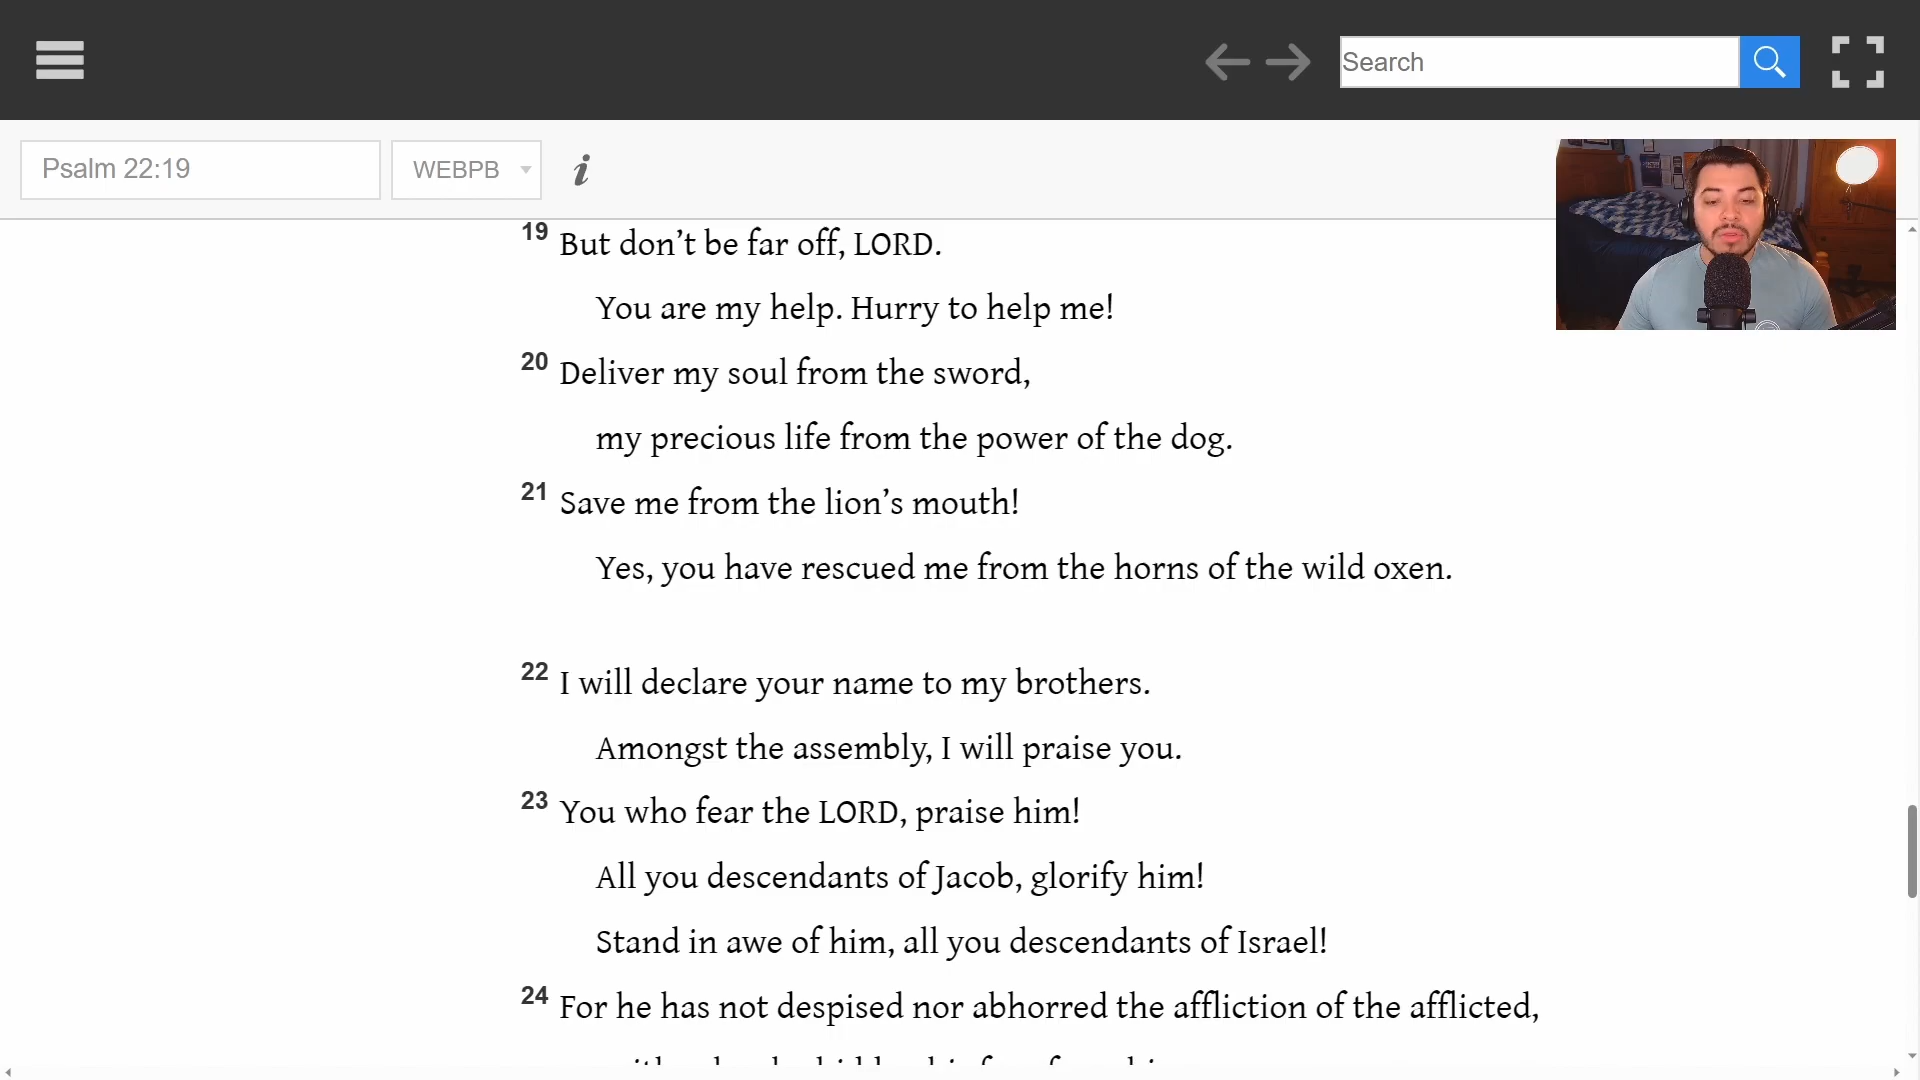 Search
Psalm 22:19
WEBPB
i
19 But don’t be far off, LORD.
You are my help. Hurry to help me!
20 Deliver my soul from the sword,
my precious life from the power of the dog.
21 Save me from the lion’s mouth!
Yes, you have rescued me from the horns of the wild oxen.
22 I will declare your name to my brothers.
Amongst the assembly, I will praise you.
23 You who fear the LORD, praise him!
All you descendants of Jacob, glorify him!
Stand in awe of him, all you descendants of Israel!
24 For he has not despised nor abhorred the affliction of the afflicted,